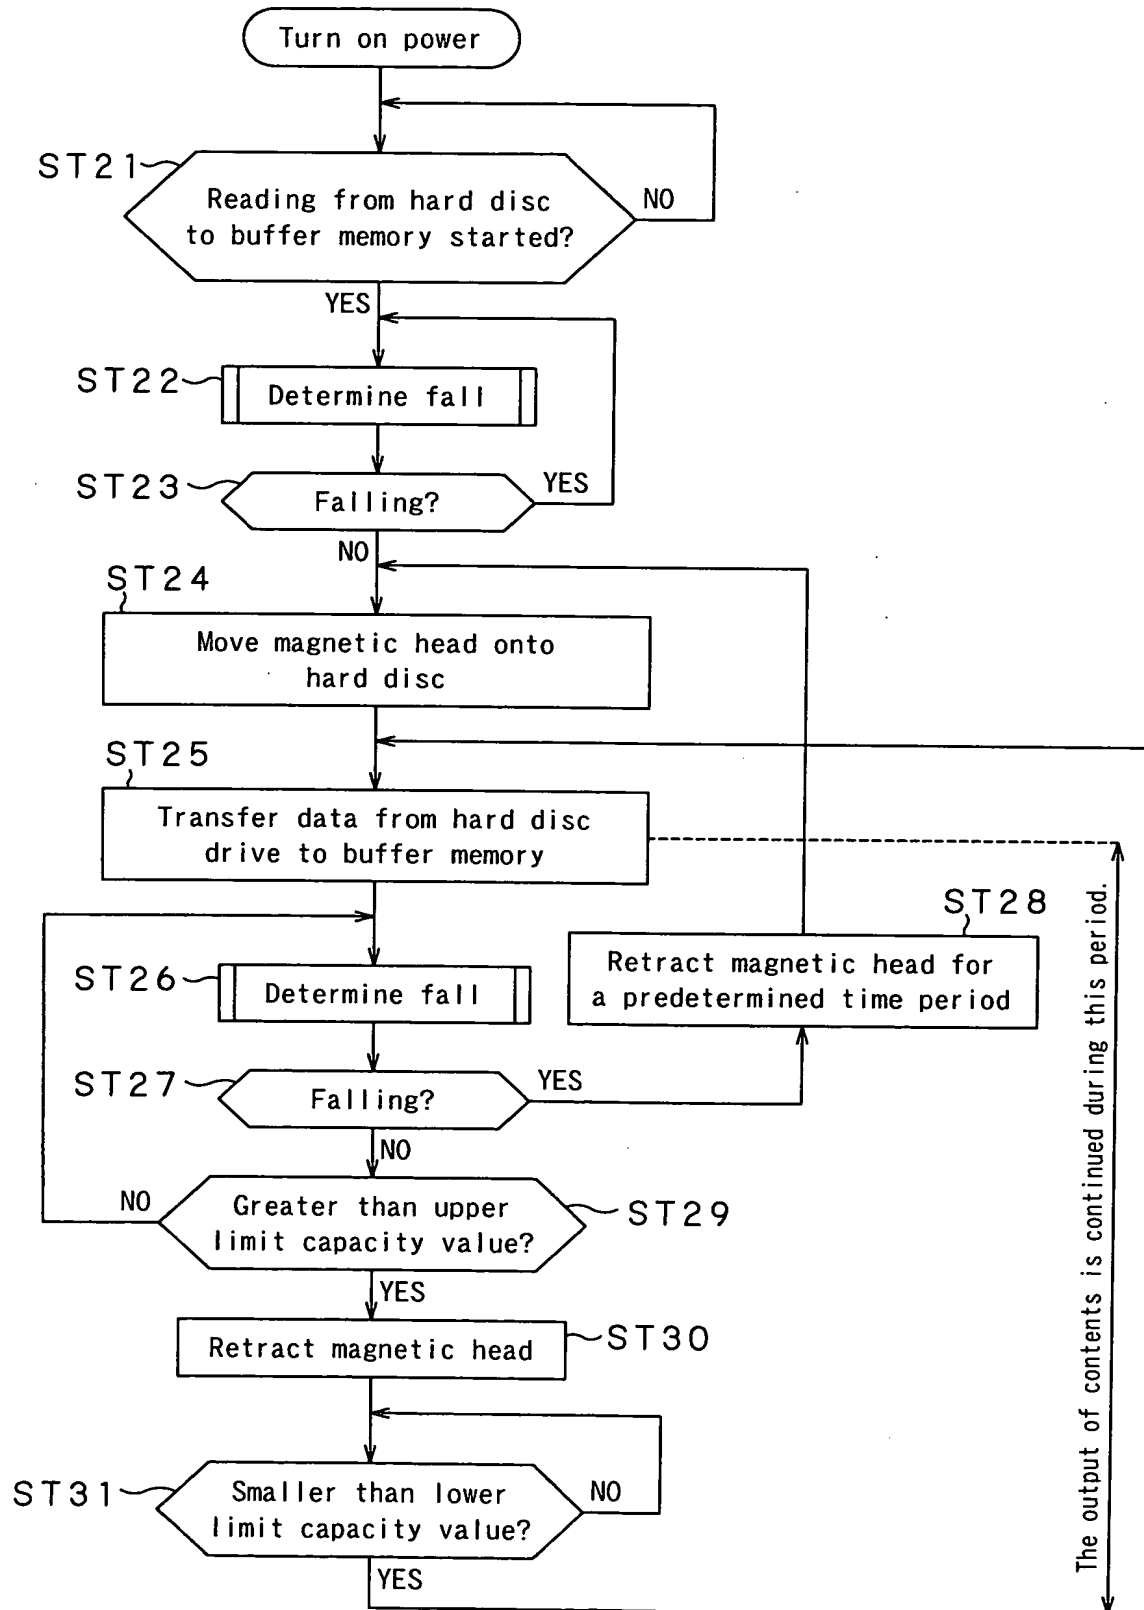 Turn on power
ST21
Reading from hard disc
to buffer memory started?
NO
YES
ST22
Determine fall
ST23
Falling?
YES
NO
ST24
Move magnetic head onto
hard disc
ST25
Transfer data from hard disc
drive to buffer memory
ST28
Retract magnetic head for
a predetermined time period
ST26
Determine fall
ST27
Falling?
YES
NO
NO
Greater than upper
limit capacity value?
ST29
YES
Retract magnetic head
ST30
ST31
Smaller than lower
limit capacity value?
NO
YES
The output of contents is continued during this period.